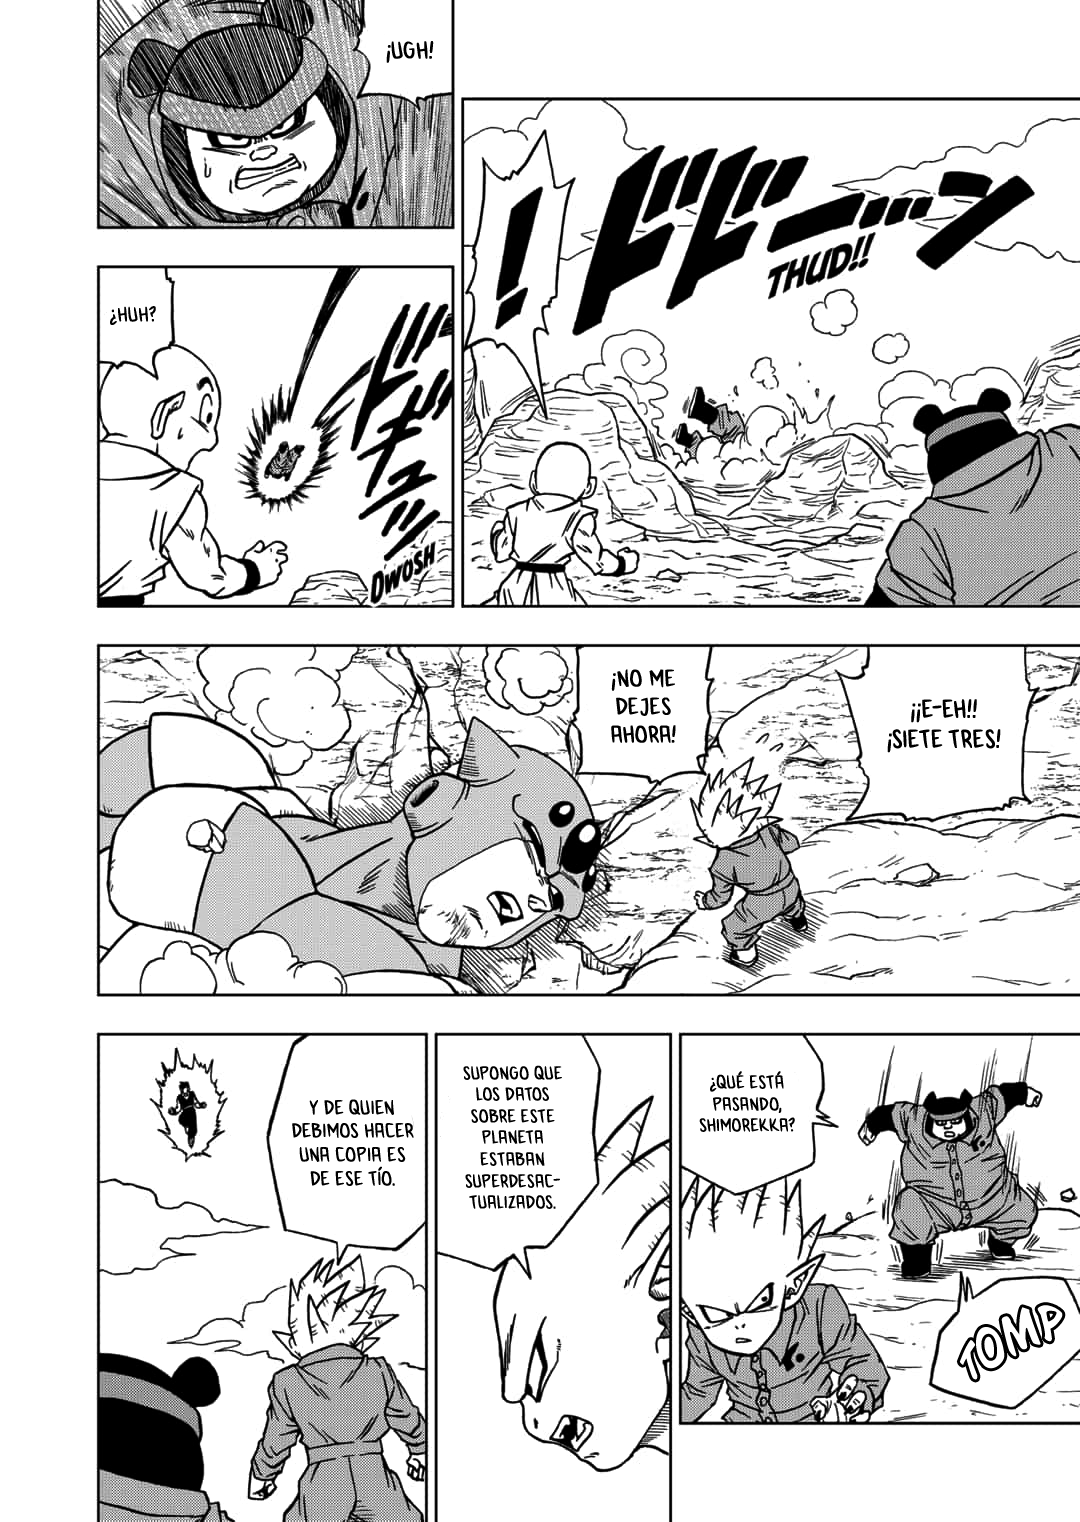 ¡UGH!
!
ドドドーン
THUD!!
¿HUH?
ドギュッ
DWOSH
¡¡E-EH!!
¡SIETE TRES!
¡NO ME
DEJES
AHORA!
¿QUÉ ESTÁ
PASANDO,
SHIMOREKKA?
TOMP
SUPONGO QUE
LOS DATOS
SOBRE ESTE
PLANETA
ESTABAN
SUPERDESAC-
TUALIZADOS.
Y DE QUIEN
DEBIMOS HACER
UNA COPIA ES
DE ESE TÍO.